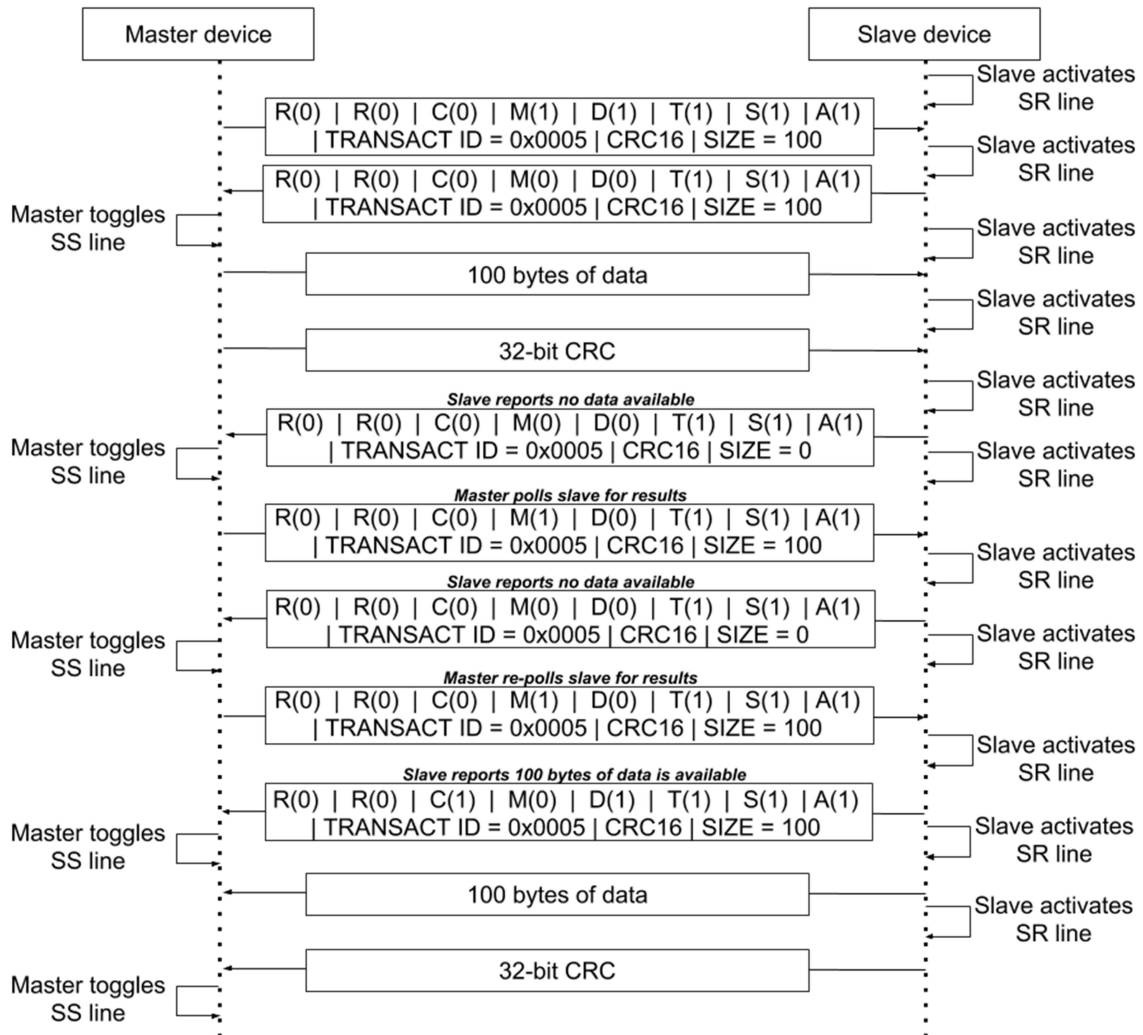 Master device
Slave device
Slave activates
SR line
R(0) | R(0) | C(0) | M(1) | D(1) | T(1) | S(1) | A(1)
| TRANSACT ID = 0x0005 | CRC16 | SIZE = 100
Slave activates
SR line
R(0) | R(0) | C(0) | M(0) | D(0) | T(1) | S(1) | A(1)
| TRANSACT ID = 0x0005 | CRC16 | SIZE = 100
Master toggles
SS line
Slave activates
SR line
100 bytes of data
Slave activates
SR line
32-bit CRC
Slave activates
SR line
Slave reports no data available
R(0) | R(0) | C(0) | M(0) | D(0) | T(1) | S(1) | A(1)
| TRANSACT ID = 0x0005 | CRC16 | SIZE = 0
Master toggles
SS line
Slave activates
SR line
Master polls slave for results
R(0) | R(0) | C(0) | M(1) | D(0) | T(1) | S(1) | A(1)
| TRANSACT ID = 0x0005 | CRC16 | SIZE = 100
Slave activates
SR line
Slave reports no data available
R(0) | R(0) | C(0) | M(0) | D(0) | T(1) | S(1) | A(1)
| TRANSACT ID = 0x0005 | CRC16 | SIZE = 0
Master toggles
SS line
Slave activates
SR line
Master re-polls slave for results
R(0) | R(0) | C(0) | M(1) | D(0) | T(1) | S(1) | A(1)
| TRANSACT ID = 0x0005 | CRC16 | SIZE = 100
Slave activates
SR line
Slave reports 100 bytes of data is available
R(0) | R(0) | C(1) | M(0) | D(1) | T(1) | S(1) | A(1)
| TRANSACT ID = 0x0005 | CRC16 | SIZE = 100
Master toggles
SS line
Slave activates
SR line
100 bytes of data
Slave activates
SR line
32-bit CRC
Master toggles
SS line